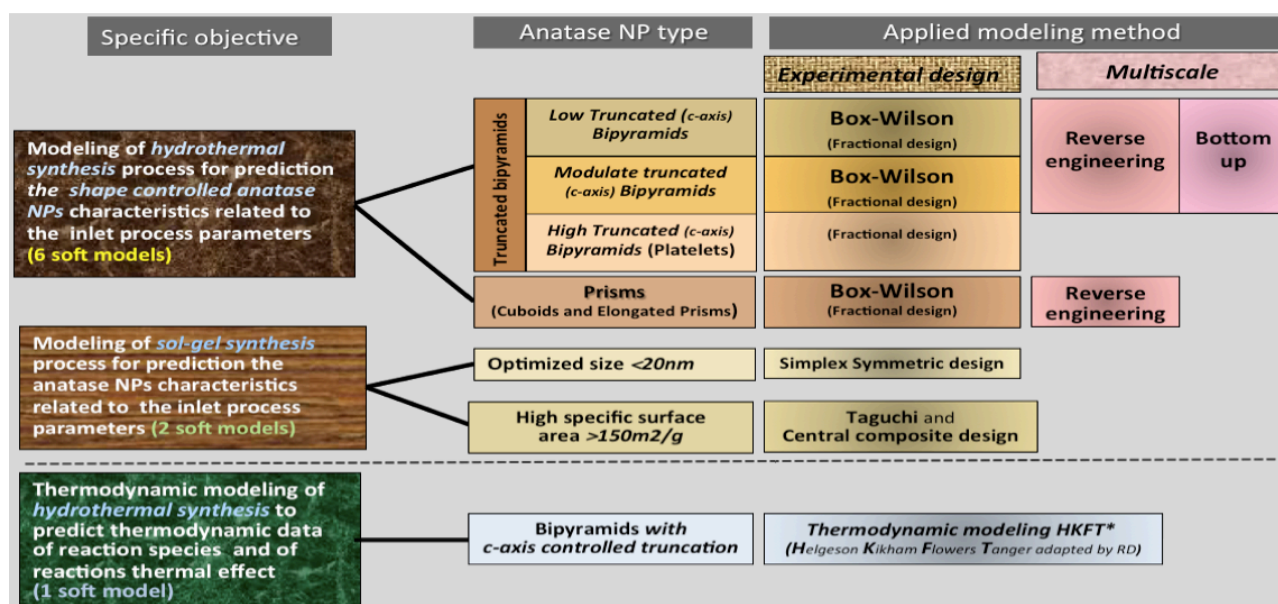 Specific objective
Anatase NP type
Applied modeling method
Experimental design
Multiscale
Modeling of hydrothermal
synthesis process for prediction
the shape controlled anatase
NPs characteristics related to
the inlet process parameters
(6 soft models)
Truncated bipyramids
Low Truncated (c-axis)
Bipyramids
Box-Wilson
(Fractional design)
Reverse
engineering
Bottom
up
Modulate truncated
(c-axis) Bipyramids
Box-Wilson
(Fractional design)
High Truncated (c-axis)
Bipyramids (Platelets)
(Fractional design)
Prisms
(Cuboids and Elongated Prisms)
Box-Wilson
(Fractional design)
Reverse
engineering
Modeling of sol-gel synthesis
process for prediction the
anatase NPs characteristics
related to the inlet process
parameters (2 soft models)
Optimized size <20nm
Simplex Symmetric design
High specific surface
area >150m2/g
Taguchi and
Central composite design
Thermodynamic modeling of
hydrothermal synthesis to
predict thermodynamic data
of reaction species and of
reactions thermal effect
(1 soft model)
Bipyramids with
c-axis controlled truncation
Thermodynamic modeling HKFT*
(Helgeson Kikham Flowers Tanger adapted by RD)